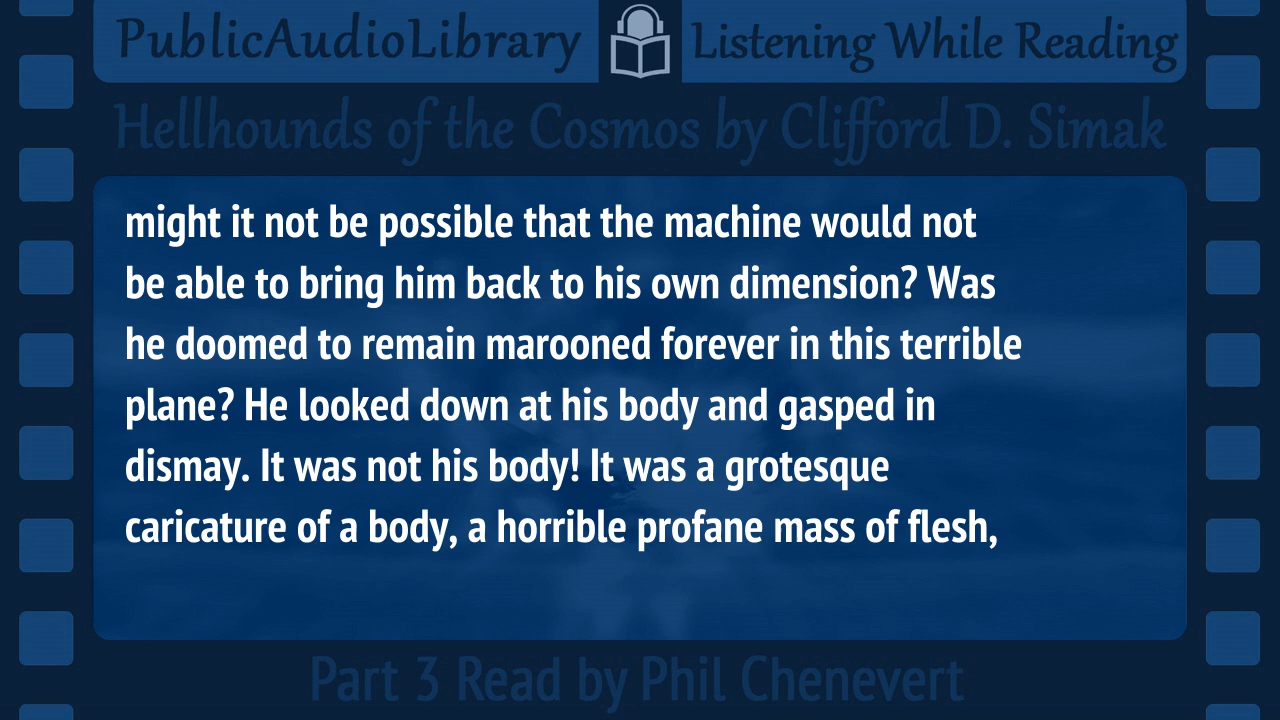 PublicAudioLibrary Listening While Reading
Hellhounds of the Cosmos by Clifford D. Simak
might it not be possible that the machine would not
be able to bring him back to his own dimension? Was
he doomed to remain marooned forever in this terrible
plane? He looked down at his body and gasped in
dismay. It was not his body! It was a grotesque
caricature of a body, a horrible profane mass of flesh,
Part 3 Read by Phil Chenevert